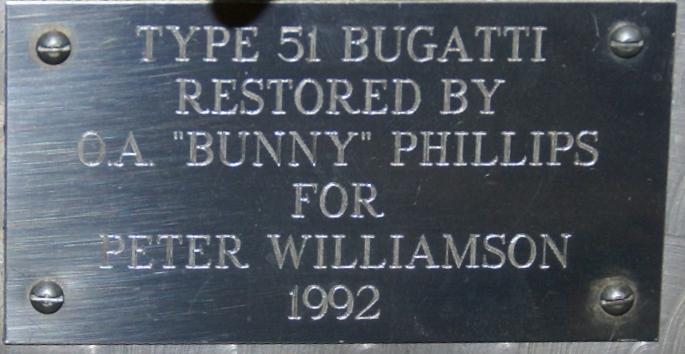 TYPE 51 BUGATTI
RESTORED BY
O.A. "BUNNY" PHILLIPS
FOR
PETER WILLIAMSON
1992